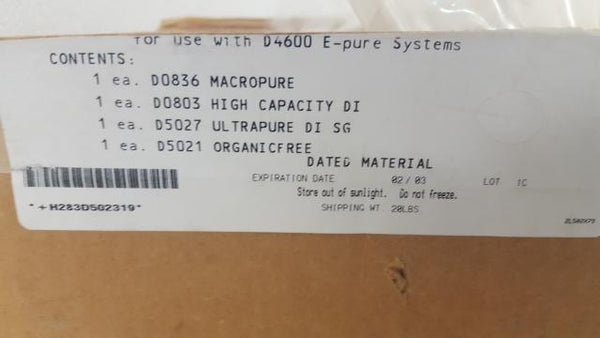 for use with D4600 E-pure Systems
CONTENTS:
1 ea. D0836 MACROPURE
1 ea. D0803 HIGH CAPACITY DI
1 ea. D5027 ULTRAPURE DI SG
1 ea. D5021 ORGANICFREE
DATED MATERIAL
EXPIRATION DATE 02/03 LOT 1C
Store out of sunlight. Do not freeze.
*+H283D502319* SHIPPING WT. 20LBS